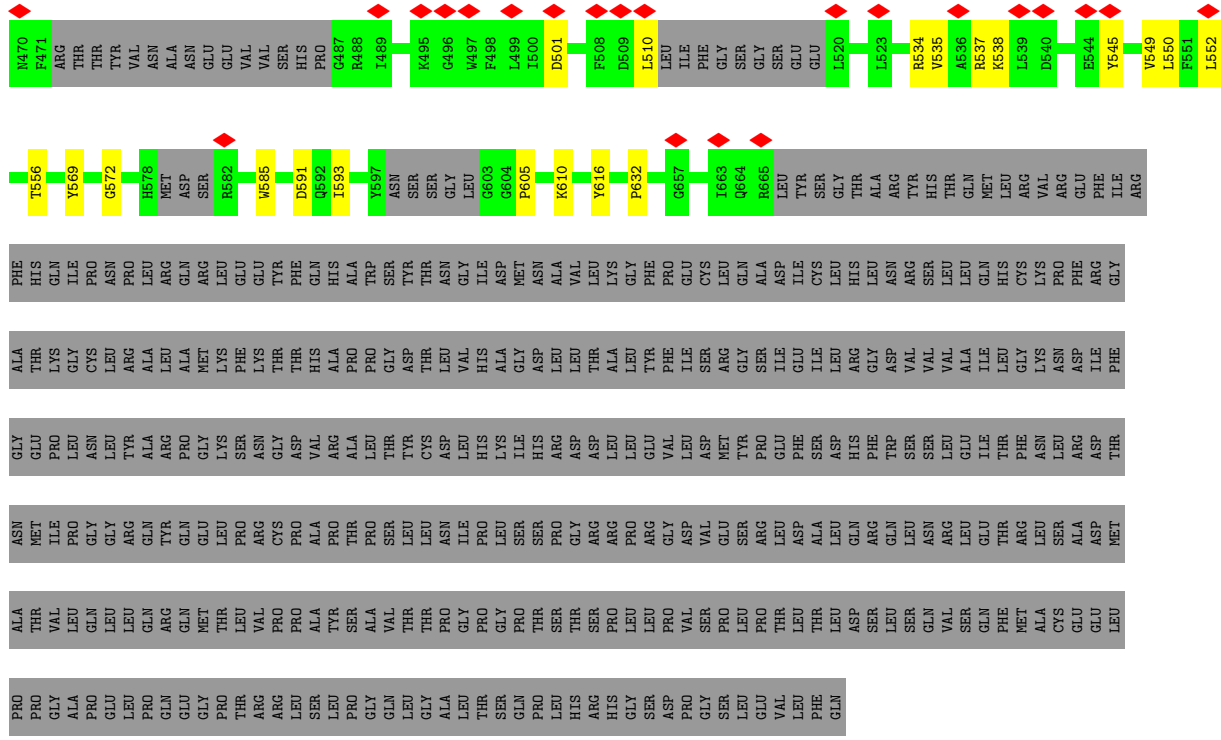 N470 F471 ARG THR THR TYR VAL ASN ALA ASN GLU GLU VAL VAL SER HIS PRO G487 R488 I489 K495 G496 W497 F498 L499 I500 D501 F508 D509 L510 LEU ILE PHE GLY SER GLY SER GLU GLU L520 L523 R534 V535 A536 R537 K538 L539 D540 E544 Y545 V549 L550 F551 L552
T556 Y569 G572 H578 MET ASP SER R582 W585 D591 Q592 I593 Y597 ASN SER SER GLY LEU G603 G604 P605 K610 Y616 P632 G657 I663 Q664 R665 LEU TYR SER GLY THR ALA ARG TYR HIS THR GLN MET LEU ARG VAL ARG GLU PHE ILE ARG
PHE HIS GLN ILE PRO ASN PRO LEU ARG GLN ARG LEU GLU GLU TYR PHE GLN HIS ALA TRP SER TYR THR ASN GLY ILE ASP MET ASN ALA VAL LEU LYS GLY PHE PRO GLU CYS LEU GLN ALA ASP ILE CYS LEU HIS LEU ASN ARG SER LEU LEU GLN HIS CYS LYS PRO PHE ARG GLY
ALA THR LYS GLY CYS LEU ARG ALA LEU ALA MET LYS PHE LYS THR THR HIS ALA PRO PRO GLY ASP THR LEU VAL HIS ALA GLY ASP LEU LEU THR ALA LEU TYR PHE ILE SER ARG GLY SER ILE GLU ILE LEU ARG GLY ASP VAL VAL VAL ALA ILE LEU GLY LYS ASN ASP ILE PHE
GLY GLU PRO LEU ASN LEU TYR ALA ARG PRO GLY LYS SER ASN GLY ASP VAL ARG ALA LEU THR TYR CYS ASP LEU HIS LYS ILE HIS ARG ASP ASP LEU LEU GLU VAL LEU ASP MET TYR PRO GLU PHE SER ASP HIS PHE TRP SER SER LEU GLU ILE THR PHE ASN LEU ARG ASP THR
ASN MET ILE PRO GLY GLY ARG GLN TYR GLN GLU LEU PRO ARG CYS PRO ALA PRO THR PRO SER LEU LEU ASN ILE PRO LEU SER SER PRO GLY ARG ARG PRO ARG GLY ASP VAL GLU SER ARG LEU ASP ALA LEU GLN ARG GLN LEU ASN ARG LEU GLU THR ARG LEU SER ALA ASP MET
ALA THR VAL LEU GLN LEU LEU GLN ARG GLN MET THR LEU VAL PRO PRO ALA TYR SER ALA VAL THR THR PRO GLY PRO GLY PRO THR SER THR SER PRO LEU LEU PRO VAL SER PRO LEU PRO THR LEU THR LEU ASP SER LEU SER GLN VAL SER GLN PHE MET ALA CYS GLU GLU LEU
PRO PRO GLY ALA PRO GLU LEU PRO GLN GLU GLY PRO THR ARG ARG LEU SER LEU PRO GLY GLN LEU GLY ALA LEU THR SER GLN PRO LEU HIS ARG HIS GLY SER ASP PRO GLY SER LEU GLU VAL LEU PHE GLN